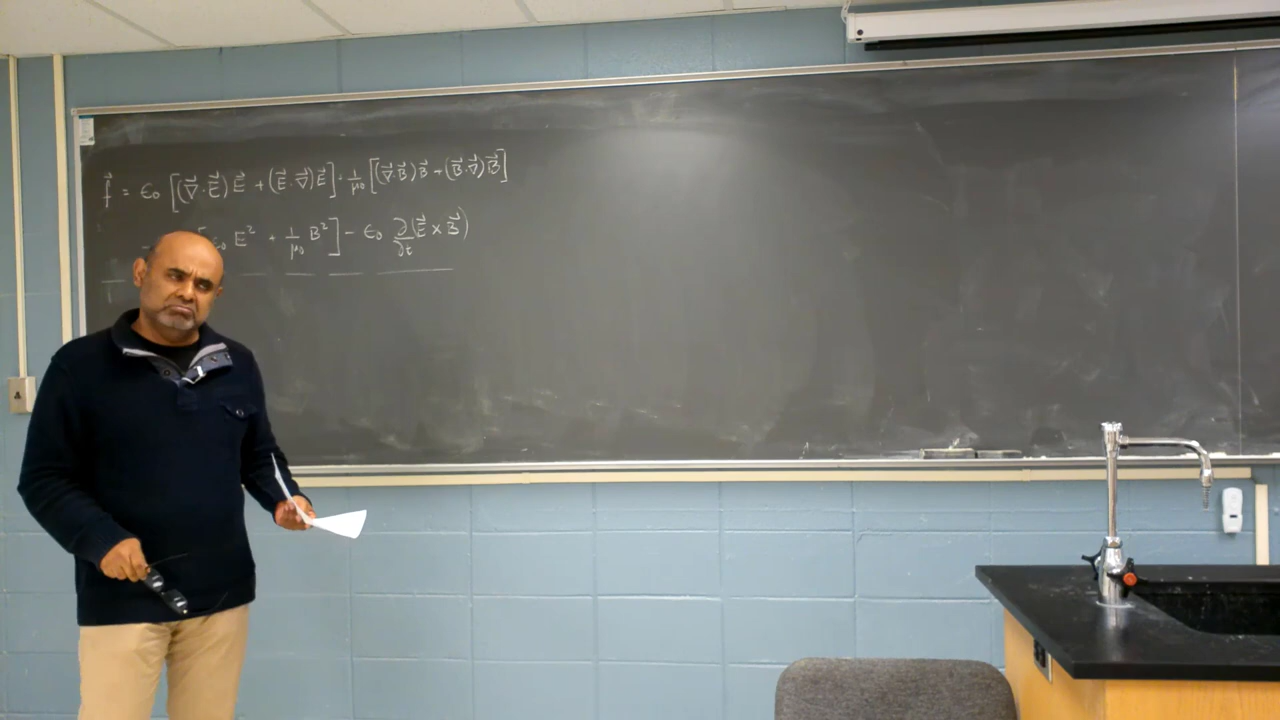 f⃗ = ϵ₀ [(∇⃗·E⃗)E⃗ + (E⃗·∇⃗)E⃗] + 1/μ₀ [(∇⃗·B⃗)B⃗ + (B⃗·∇⃗)B⃗]
ϵ₀ E² + 1/μ₀ B²] − ϵ₀ ∂/∂t (E⃗ × B⃗)